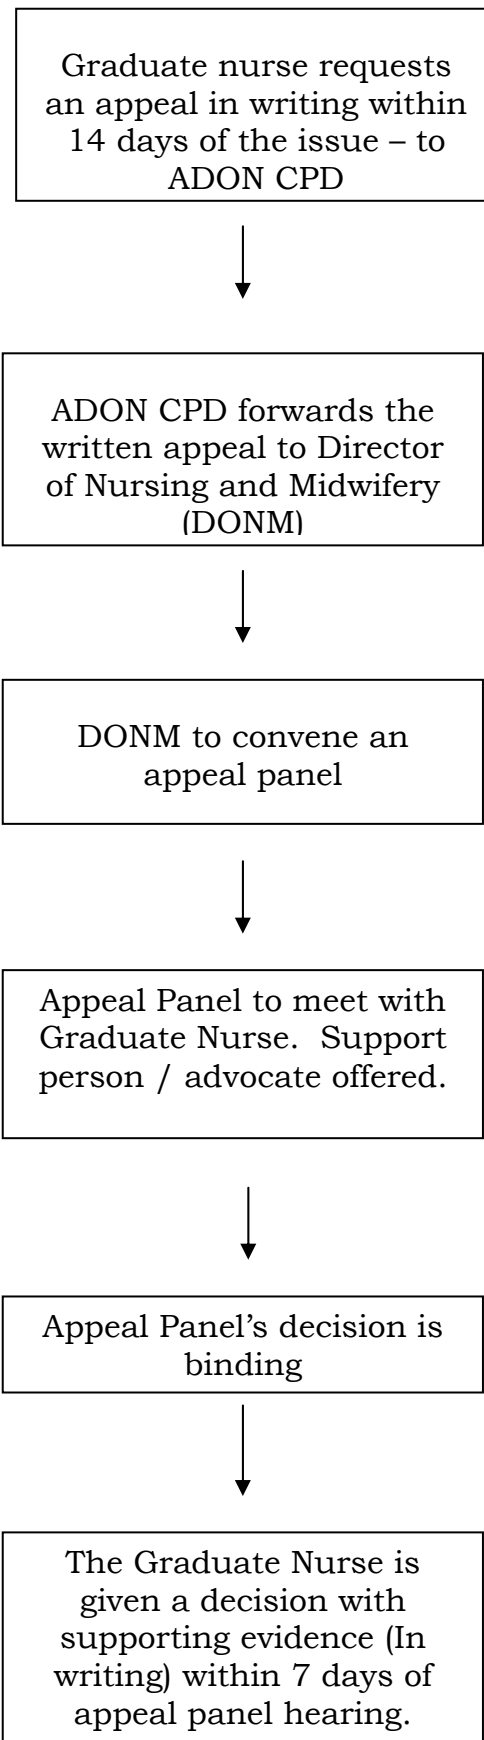 Graduate nurse requests
an appeal in writing within
14 days of the issue – to
ADON CPD
ADON CPD forwards the
written appeal to Director
of Nursing and Midwifery
(DONM)
DONM to convene an
appeal panel
Appeal Panel to meet with
Graduate Nurse.  Support
person / advocate offered.
Appeal Panel’s decision is
binding
The Graduate Nurse is
given a decision with
supporting evidence (In
writing) within 7 days of
appeal panel hearing.